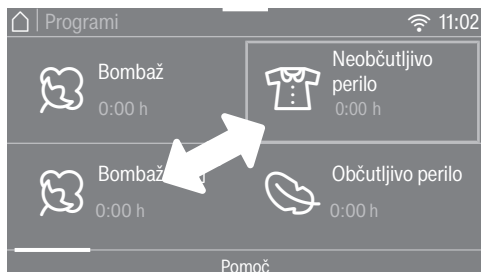 Programi
11:02
Bombaž
0:00 h
Neobčutljivo
perilo
0:00 h
Bombaž
0:00 h
Občutljivo perilo
0:00 h
Pomoč